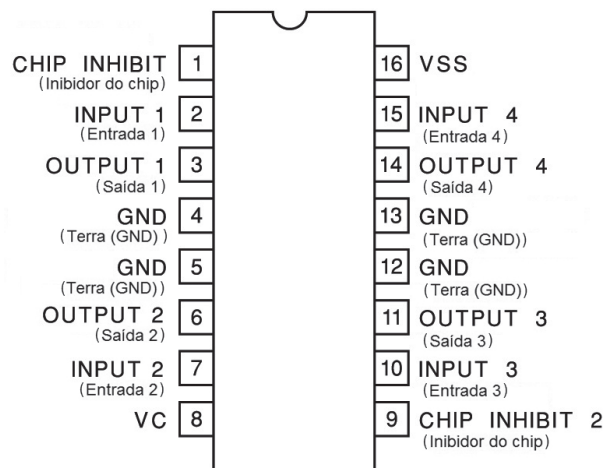 CHIP INHIBIT 1
(Inibidor do chip)
INPUT 1 2
(Entrada 1)
OUTPUT 1 3
(Saída 1)
GND 4
(Terra (GND) )
GND 5
(Terra (GND))
OUTPUT 2 6
(Saída 2)
INPUT 2 7
(Entrada 2)
VC 8
16 VSS
15 INPUT 4
(Entrada 4)
14 OUTPUT 4
(Saída 4)
13 GND
(Terra (GND))
12 GND
(Terra (GND))
11 OUTPUT 3
(Saída 3)
10 INPUT 3
(Entrada 3)
9 CHIP INHIBIT 2
(Inibidor do chip)